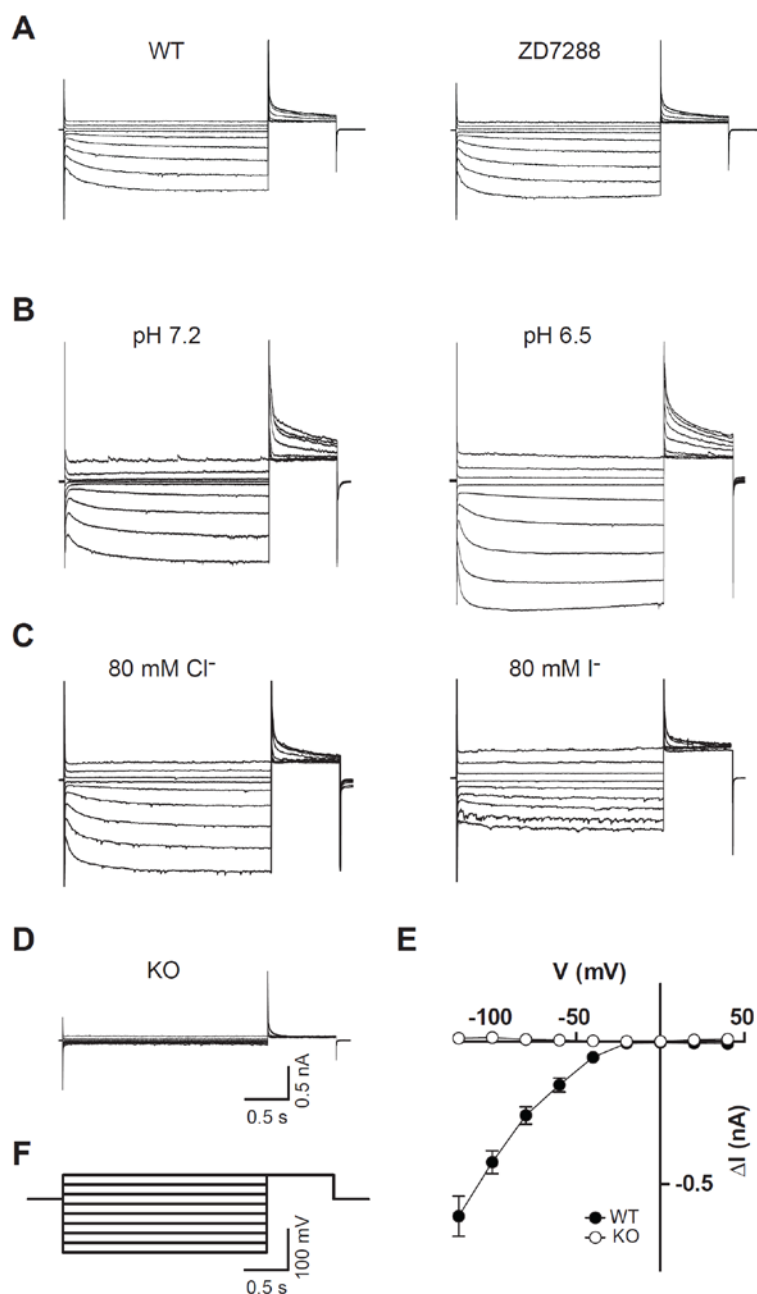 A
WT
ZD7288
B
pH 7.2
pH 6.5
C
80 mM Cl⁻
80 mM I⁻
D
KO
0.5 nA
0.5 s
E
V (mV)
-100
-50
50
ΔI (nA)
-0.5
WT
KO
F
100 mV
0.5 s